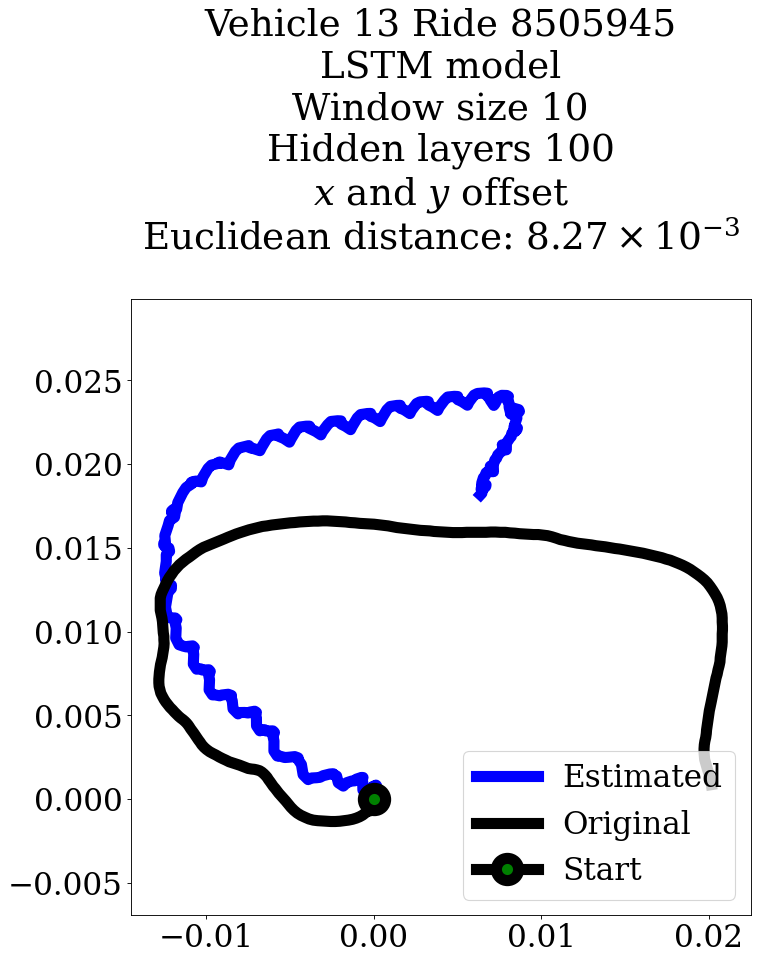 Vehicle 13 Ride 8505945
LSTM model
Window size 10
Hidden layers 100
x and y offset
Euclidean distance: 8.27 × 10⁻³
0.025
0.020
0.015
0.010
0.005
0.000
−0.005
Estimated
Original
Start
−0.01
0.00
0.01
0.02